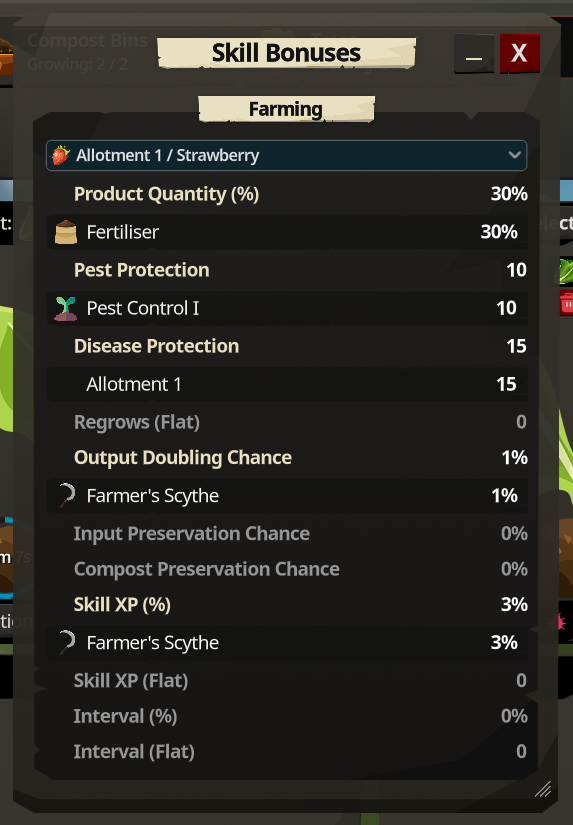 Compost Bins
Growing: 2 / 2
Skill Bonuses
X
Farming
Allotment 1 / Strawberry
Product Quantity (%) 30%
Fertiliser 30%
Pest Protection 10
Pest Control I 10
Disease Protection 15
Allotment 1 15
Regrows (Flat) 0
Output Doubling Chance 1%
Farmer's Scythe 1%
Input Preservation Chance 0%
Compost Preservation Chance 0%
Skill XP (%) 3%
Farmer's Scythe 3%
Skill XP (Flat) 0
Interval (%) 0%
Interval (Flat) 0